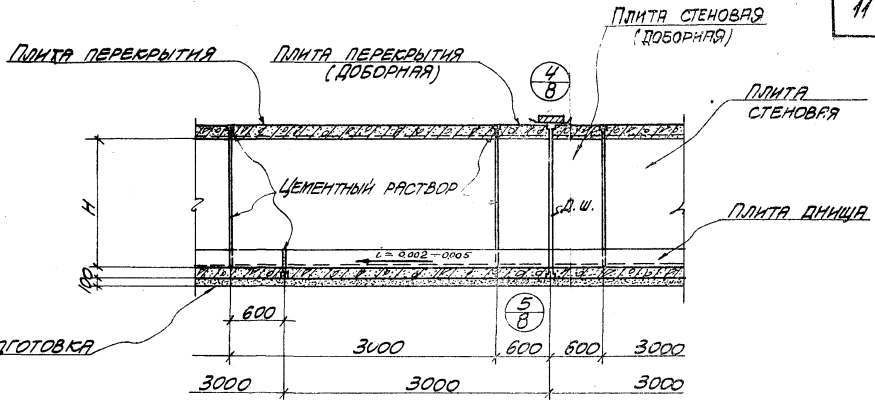 11
ПЛИТА СТЕНОВАЯ
(ДОБОРНАЯ)
ПЛИТА ПЕРЕКРЫТИЯ
ПЛИТА ПЕРЕКРЫТИЯ
(ДОБОРНАЯ)
4
8
ПЛИТА
СТЕНОВАЯ
ЦЕМЕНТНЫЙ РАСТВОР
Д.Ш.
H
ПЛИТА ДНИЩА
i=0,002÷0,005
100
5
8
600
ГОТОВКА
3000
600
600
3000
3000
3000
3000